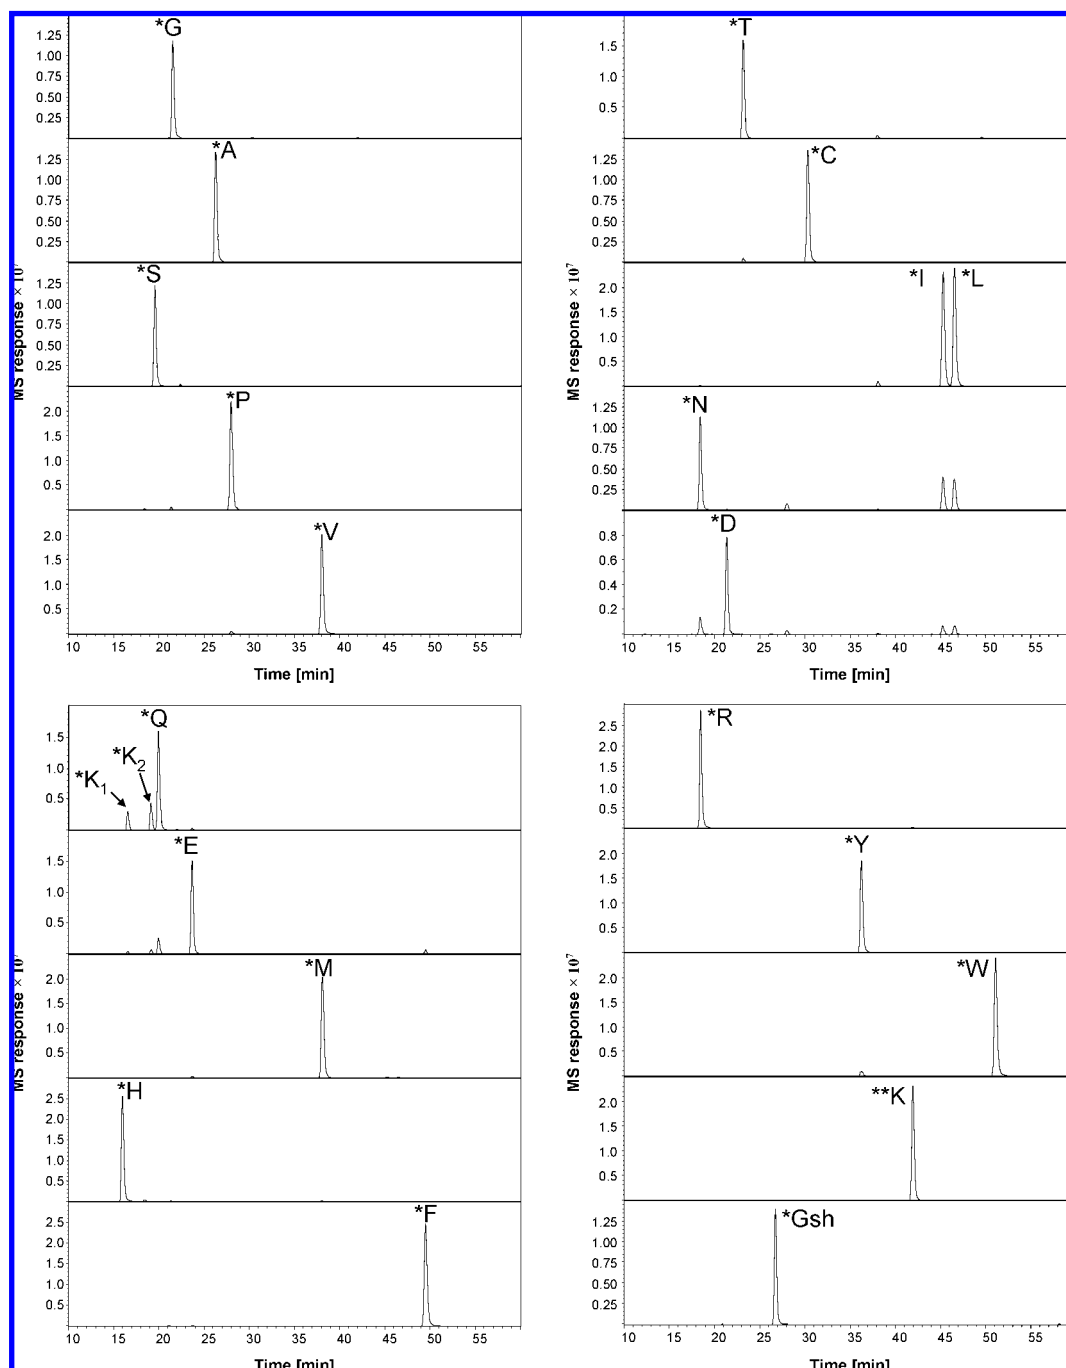 *G
1.25
1.00
0.75
0.50
0.25
*A
1.25
1.00
0.75
0.50
0.25
*S
1.25
1.00
0.75
0.50
0.25
*P
2.0
1.5
1.0
0.5
*V
2.0
1.5
1.0
0.5
MS response × 10⁷
10 15 20 25 30 35 40 45 50 55
Time [min]
*T
1.5
1.0
0.5
*C
1.25
1.00
0.75
0.50
0.25
*I *L
2.0
1.5
1.0
0.5
*N
1.25
1.00
0.75
0.50
0.25
*D
0.8
0.6
0.4
0.2
MS response × 10⁷
10 15 20 25 30 35 40 45 50 55
Time [min]
*Q
*K₂
*K₁
1.5
1.0
0.5
*E
1.5
1.0
0.5
*M
2.0
1.5
1.0
0.5
*H
2.5
2.0
1.5
1.0
0.5
*F
2.5
2.0
1.5
1.0
0.5
MS response × 10⁷
10 15 20 25 30 35 40 45 50 55
Time [min]
*R
2.5
2.0
1.5
1.0
0.5
*Y
2.0
1.5
1.0
0.5
*W
2.0
1.5
1.0
0.5
**K
2.0
1.5
1.0
0.5
*Gsh
1.25
1.00
0.75
0.50
0.25
MS response × 10⁷
10 15 20 25 30 35 40 45 50 55
Time [min]